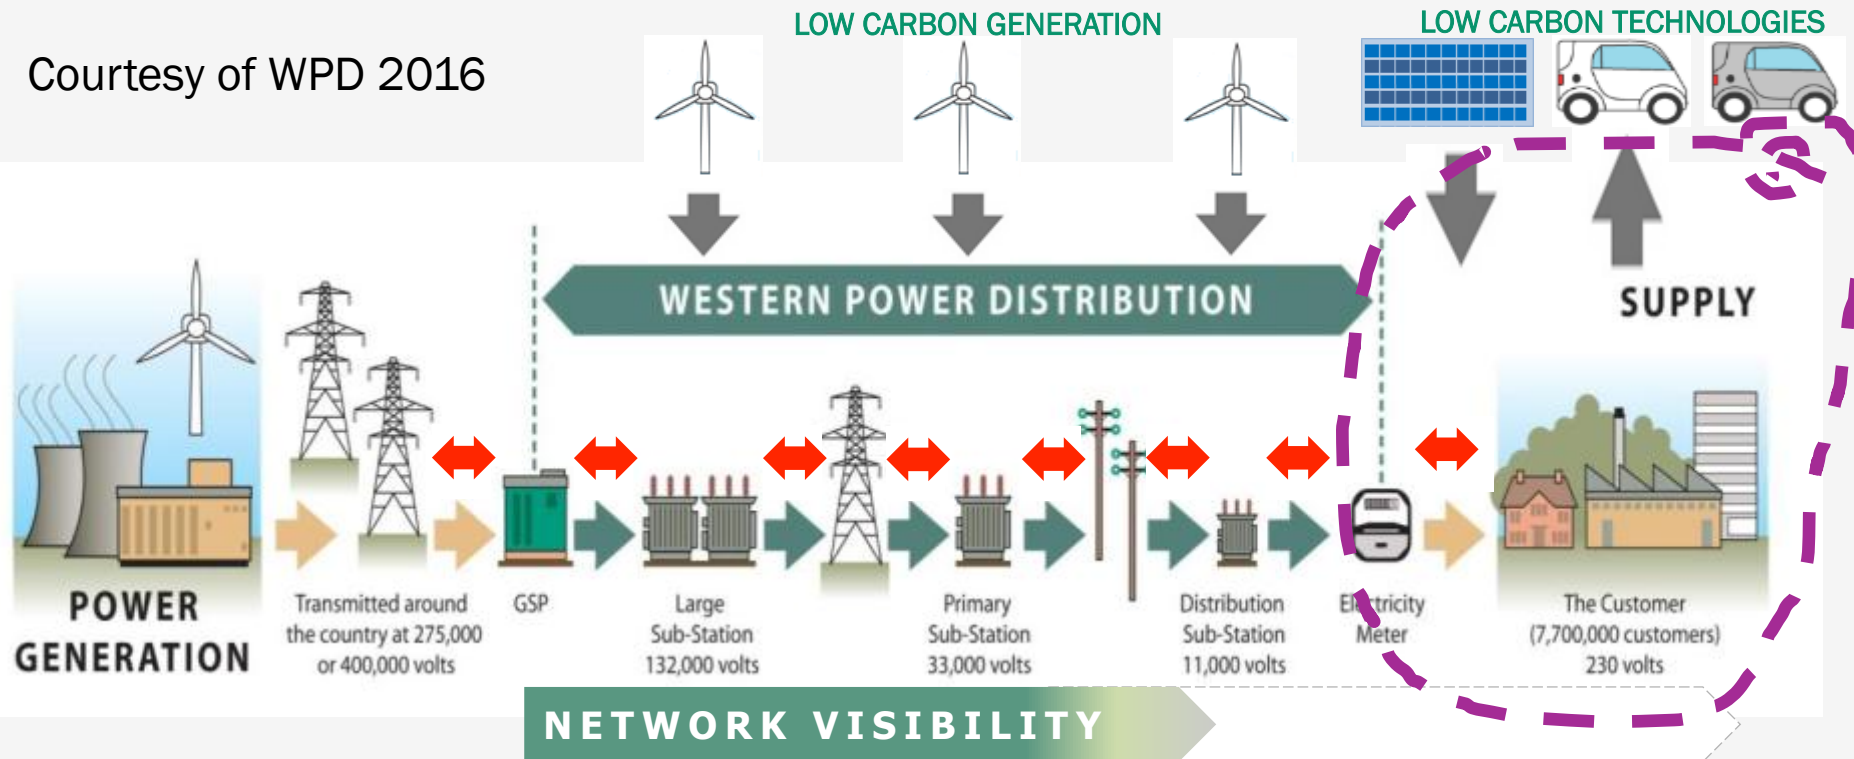 LOW CARBON GENERATION
LOW CARBON TECHNOLOGIES
Courtesy of WPD 2016
WESTERN POWER DISTRIBUTION
SUPPLY
POWER
GENERATION
Transmitted around
the country at 275,000
or 400,000 volts
GSP
Large
Sub-Station
132,000 volts
Primary
Sub-Station
33,000 volts
Distribution
Sub-Station
11,000 volts
Electricity
Meter
The Customer
(7,700,000 customers)
230 volts
NETWORK VISIBILITY